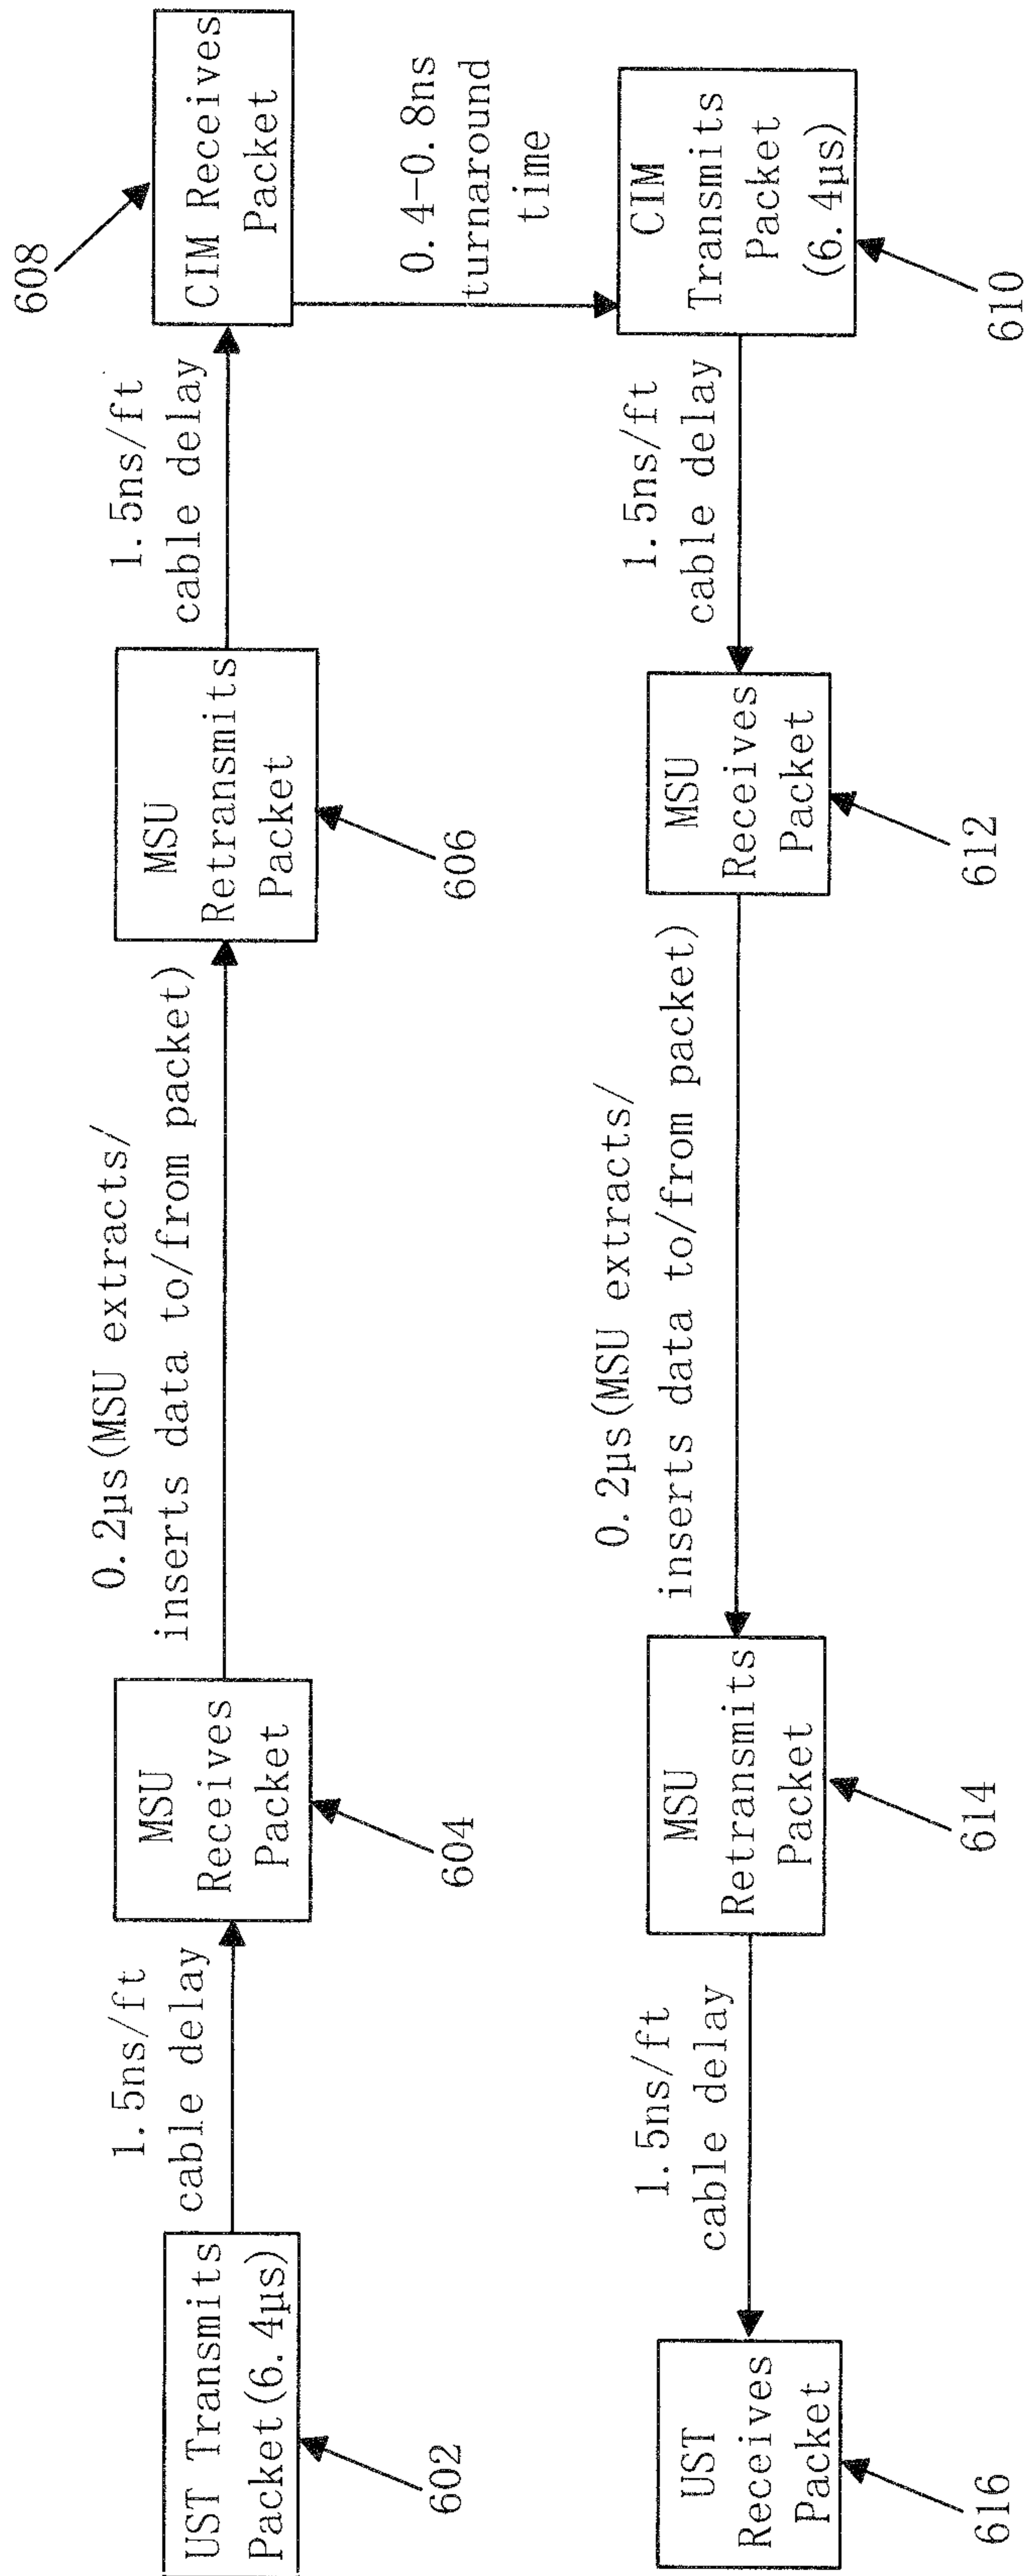 UST Transmits
Packet(6.4μs)
602
1.5ns/ft
cable delay
MSU
Receives
Packet
604
0.2μs(MSU extracts/
inserts data to/from packet)
MSU
Retransmits
Packet
606
1.5ns/ft
cable delay
CIM Receives
Packet
608
0.4-0.8ns
turnaround
time
CIM
Transmits
Packet
(6.4μs)
610
1.5ns/ft
cable delay
MSU
Receives
Packet
612
0.2μs(MSU extracts/
inserts data to/from packet)
MSU
Retransmits
Packet
614
1.5ns/ft
cable delay
UST
Receives
Packet
616